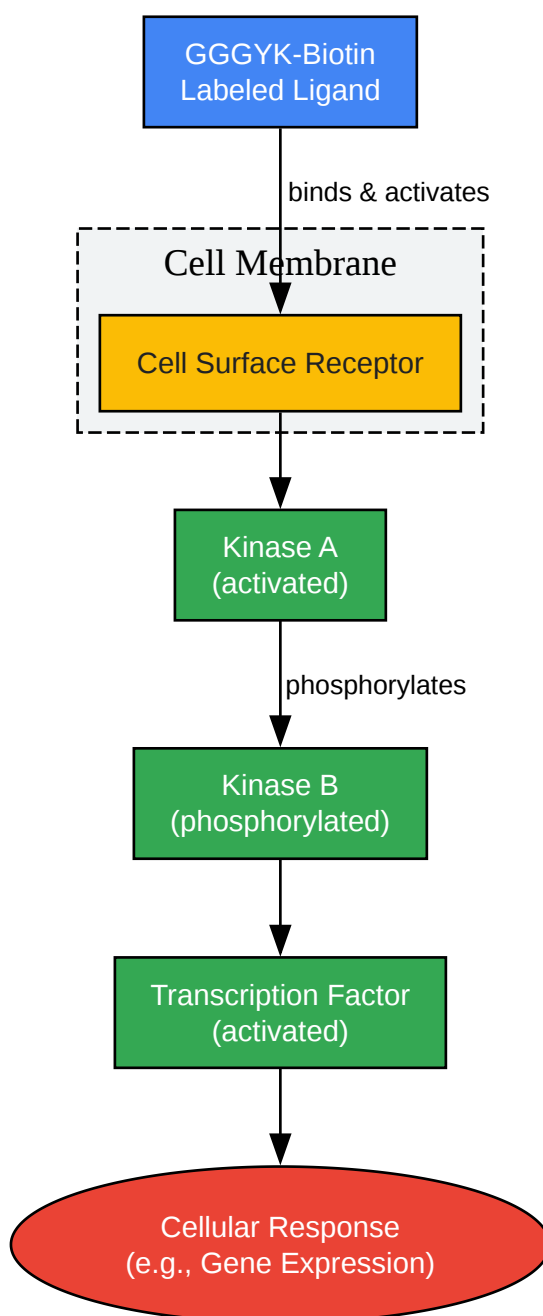 GGGYK-Biotin
Labeled Ligand
binds & activates
Cell Membrane
Cell Surface Receptor
Kinase A
(activated)
phosphorylates
Kinase B
(phosphorylated)
Transcription Factor
(activated)
Cellular Response
(e.g., Gene Expression)